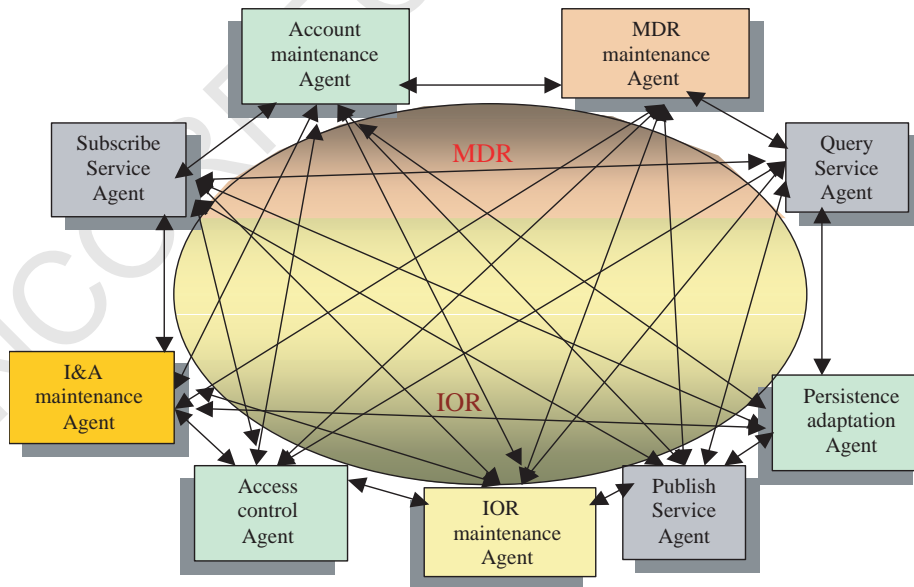 Account
maintenance
Agent
MDR
maintenance
Agent
Subscribe
Service
Agent
MDR
Query
Service
Agent
I&A
maintenance
Agent
IOR
Persistence
adaptation
Agent
Access
control
Agent
IOR
maintenance
Agent
Publish
Service
Agent